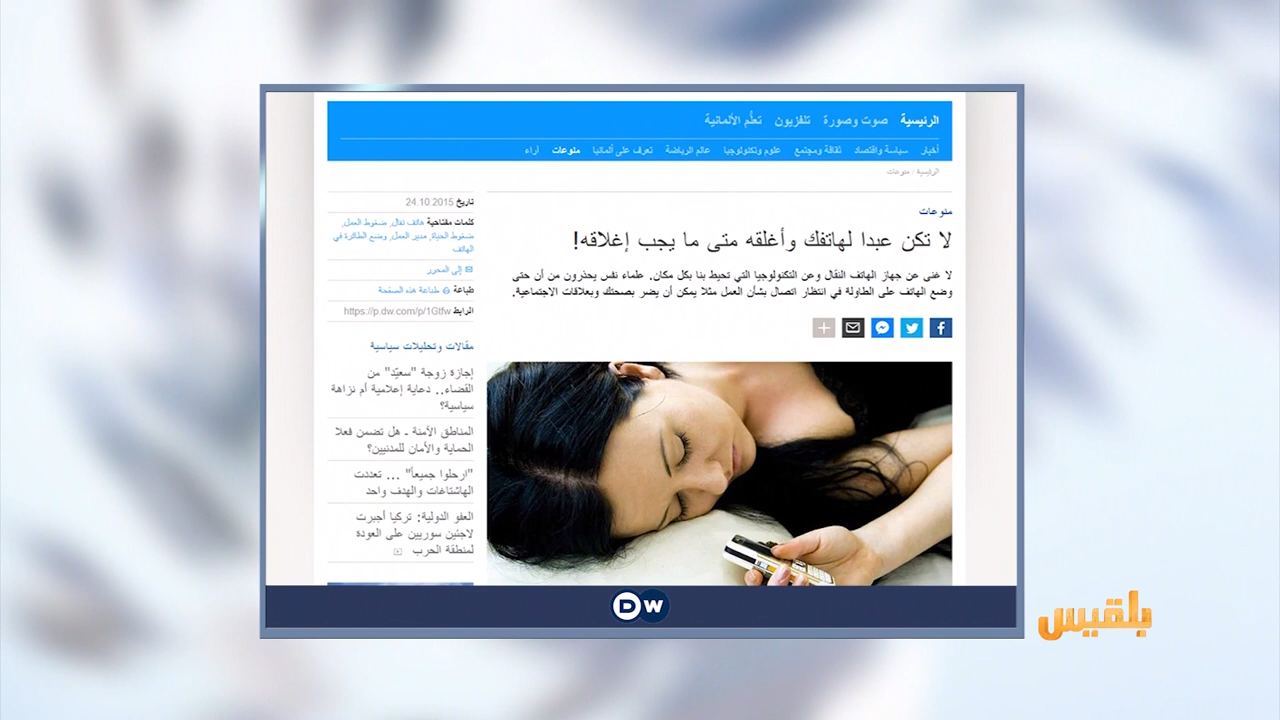 الرئيسية صوت وصورة تلفزيون تعلُّم الألمانية
أخبار سياسة واقتصاد ثقافة ومجتمع علوم وتكنولوجيا عالم الرياضة تعرف على ألمانيا منوعات آراء
الرئيسية / منوعات
منوعات
لا تكن عبدا لهاتفك وأغلقه متى ما يجب إغلاقه!
لا غنى عن جهاز الهاتف النقال وعن التكنولوجيا التي تحيط بنا بكل مكان. علماء نفس يحذرون من أن حتى
وضع الهاتف على الطاولة في انتظار اتصال بشأن العمل مثلا يمكن أن يضر بصحتك وبعلاقات الاجتماعية.
تاريخ 24.10.2015
كلمات مفتاحية هاتف نقال, ضغوط العمل,
ضغوط الحياة, مدير العمل, وضع الطائرة في
الهاتف
إلى المحرر
طباعة طباعة هذه الصفحة
الرابط https://p.dw.com/p/1Gtfw
مقالات وتحليلات سياسية
إجازة زوجة "سعيّد" من
القضاء.. دعاية إعلامية أم نزاهة
سياسية؟
المناطق الآمنة ـ هل تضمن فعلا
الحماية والأمان للمدنيين؟
"ارحلوا جميعاً" ... تعددت
الهاشتاغات والهدف واحد
العفو الدولية: تركيا أجبرت
لاجئين سوريين على العودة
لمنطقة الحرب
DW
بلقيس